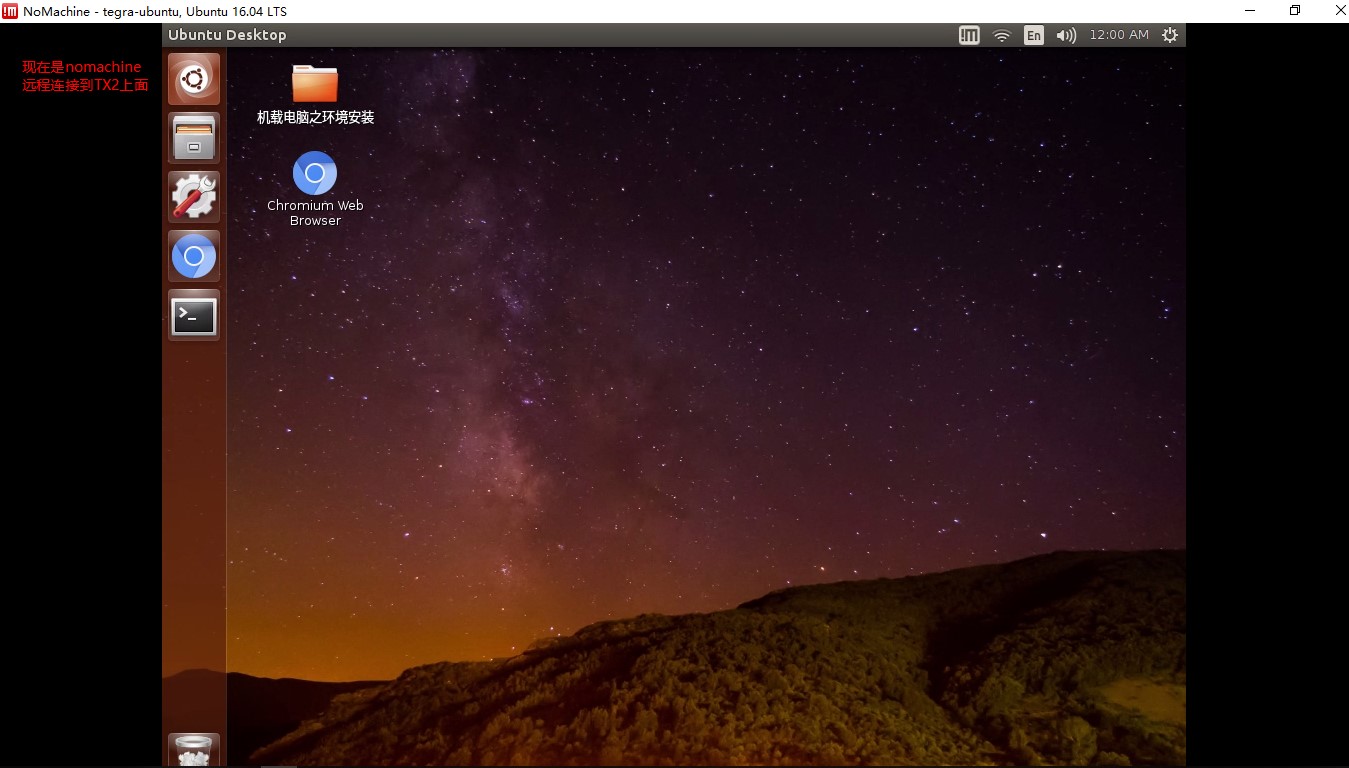 NoMachine - tegra-ubuntu, Ubuntu 16.04 LTS
Ubuntu Desktop
En
12:00 AM
现在是nomachine
远程连接到TX2上面
机载电脑之环境安装
Chromium Web
Browser